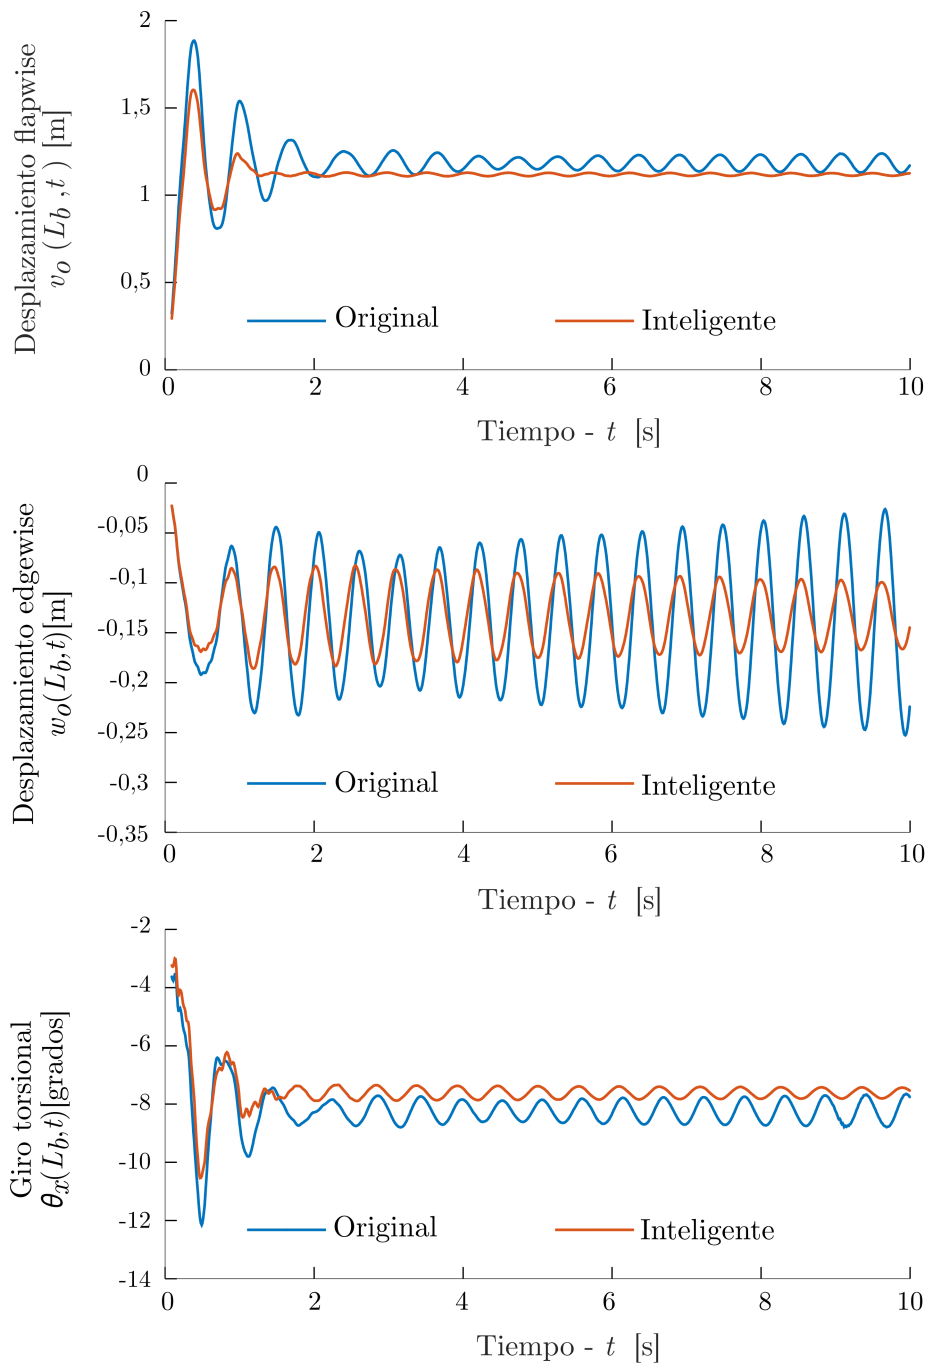 Desplazamiento flapwise
v_o (L_b ,t ) [m]
2
1,5
1
0,5
0
Original
Inteligente
0 2 4 6 8 10
Tiempo - t [s]
Desplazamiento edgewise
w_o(L_b,t)[m]
0
-0,05
-0,1
-0,15
-0,2
-0,25
-0,3
-0,35
Original
Inteligente
0 2 4 6 8 10
Tiempo - t [s]
Giro torsional
θ_x(L_b,t)[grados]
-2
-4
-6
-8
-10
-12
-14
Original
Inteligente
0 2 4 6 8 10
Tiempo - t [s]